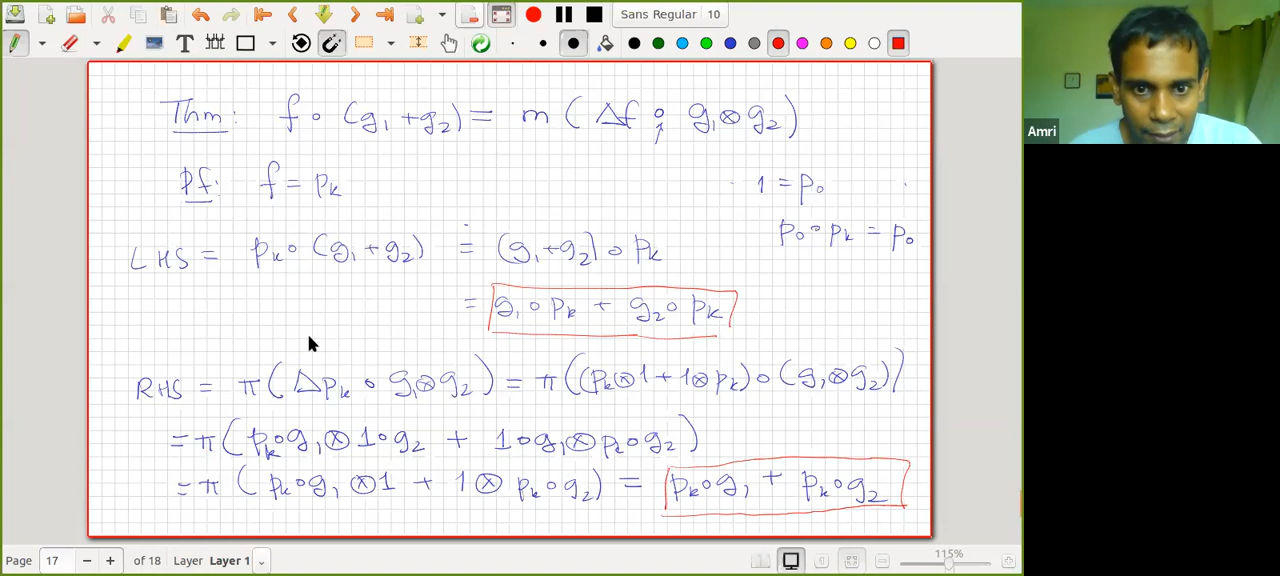 Sans Regular 10
Amri
Thm: f ∘ (g₁ + g₂) = m ( Δf ∘ g₁⊗g₂ )
Pf: f = pₖ
1 = p₀
p₀ ∘ pₖ = p₀
LHS = pₖ ∘ (g₁ + g₂) = (g₁ + g₂) ∘ pₖ
= g₁ ∘ pₖ + g₂ ∘ pₖ
RHS = π( Δpₖ ∘ g₁⊗g₂ ) = π( (pₖ⊗1 + 1⊗pₖ) ∘ (g₁⊗g₂) )
= π( pₖ∘g₁ ⊗ 1∘g₂ + 1∘g₁ ⊗ pₖ∘g₂ )
= π ( pₖ∘g₁ ⊗1 + 1⊗ pₖ∘g₂ ) = pₖ∘g₁ + pₖ∘g₂
Page 17 of 18 Layer Layer 1 115%